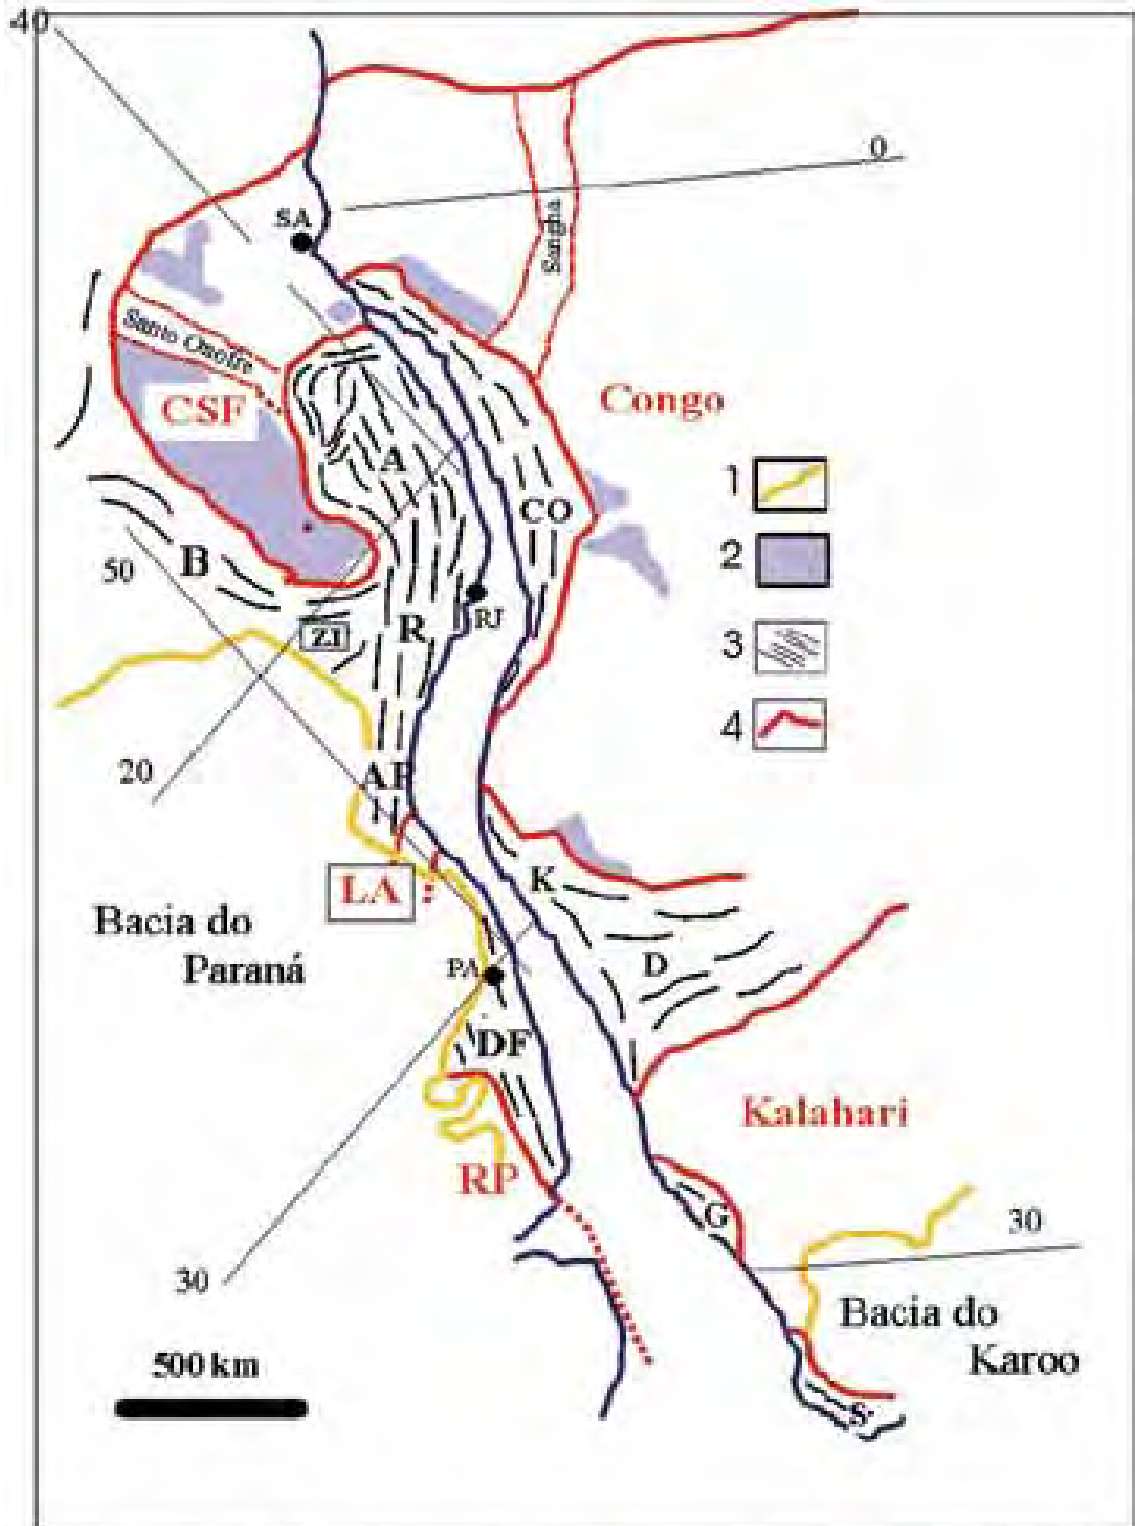 40
0
SA
Sangha
Santo Onofre
CSF
Congo
A
1
CO
2
B
50
ZI
R
RJ
3
4
20
AP
LA
K
Bacia do
Paraná
PA
D
DF
Kalahari
RP
G
30
30
Bacia do
Karoo
500 km
S